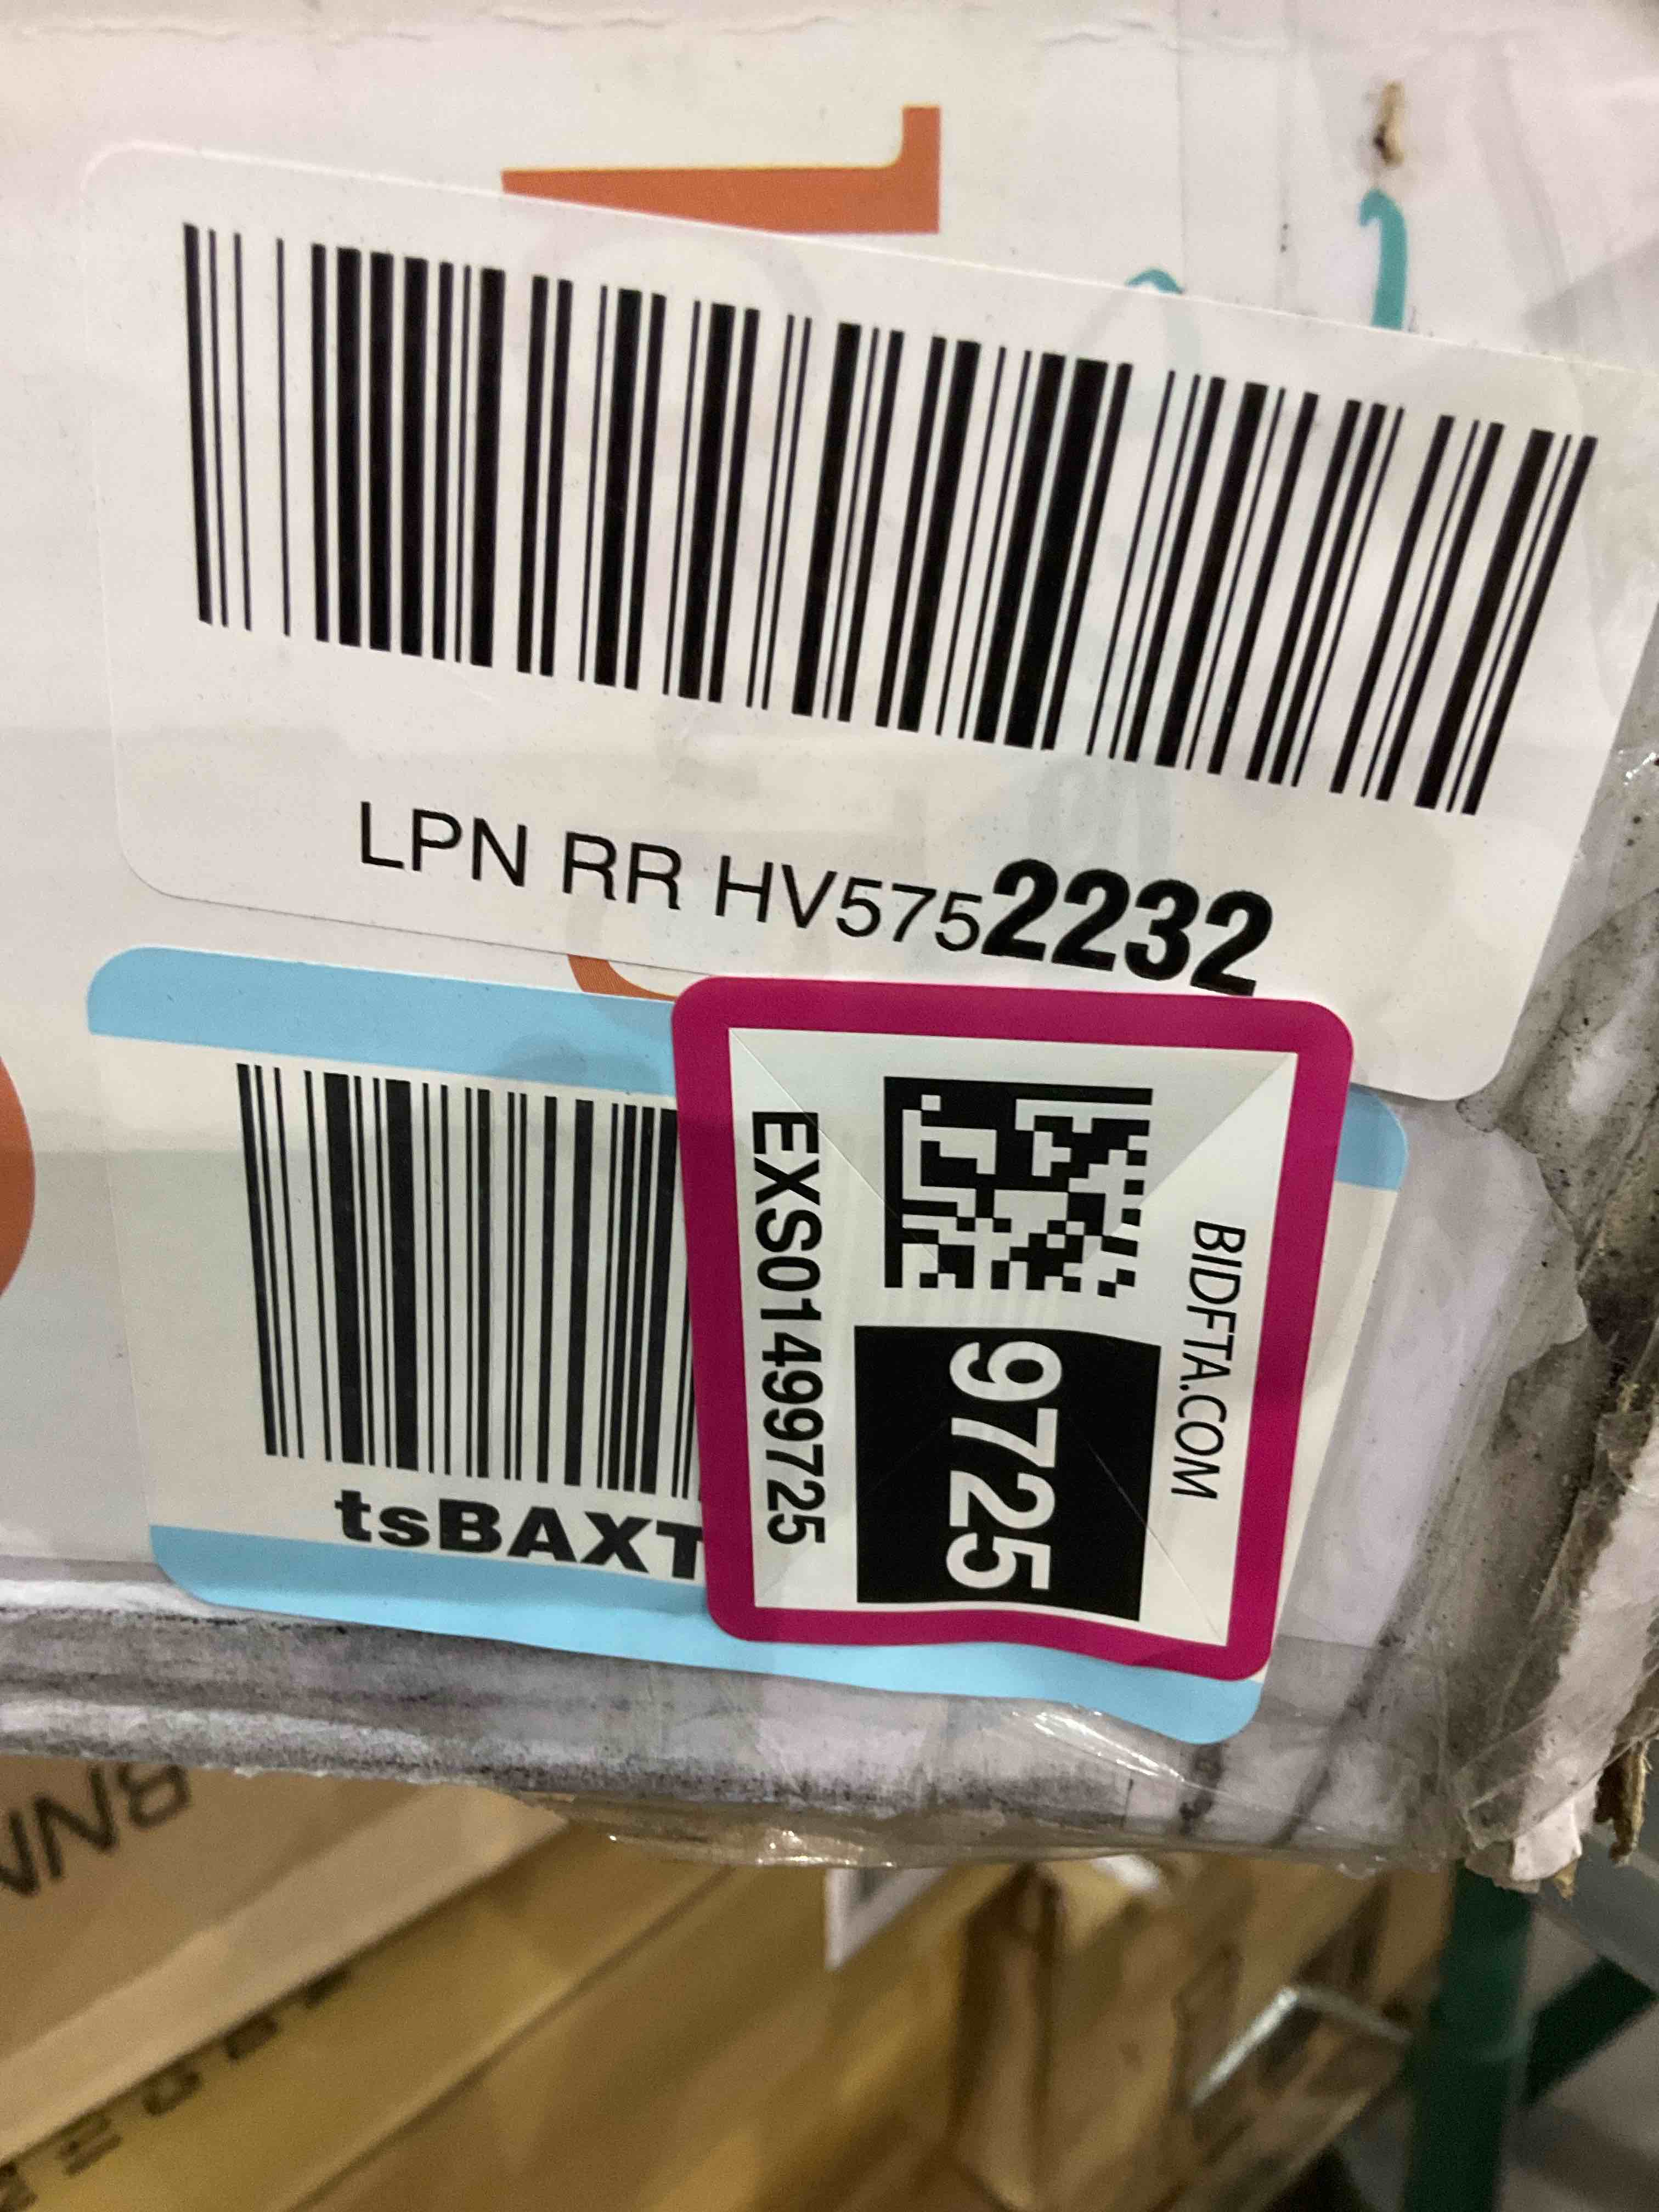 LPN RR HV5752232
tsBAXT
EXS01499725
9725
BIDFTA.COM